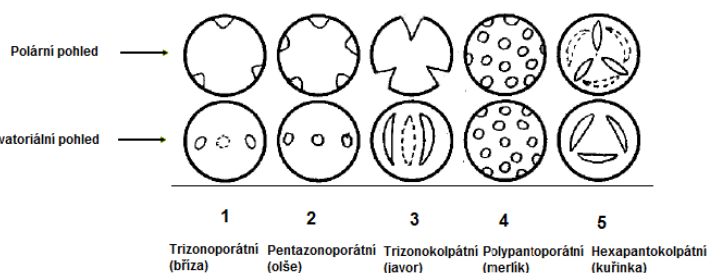 Polární pohled
vatoriální pohled
1 2 3 4 5
Trizonoporátní Pentazonoporátní Trizonokolpátní Polypantoporátní Hexapantokolpátní
(bříza) (olše) (javor) (merlík) (kuřinka)